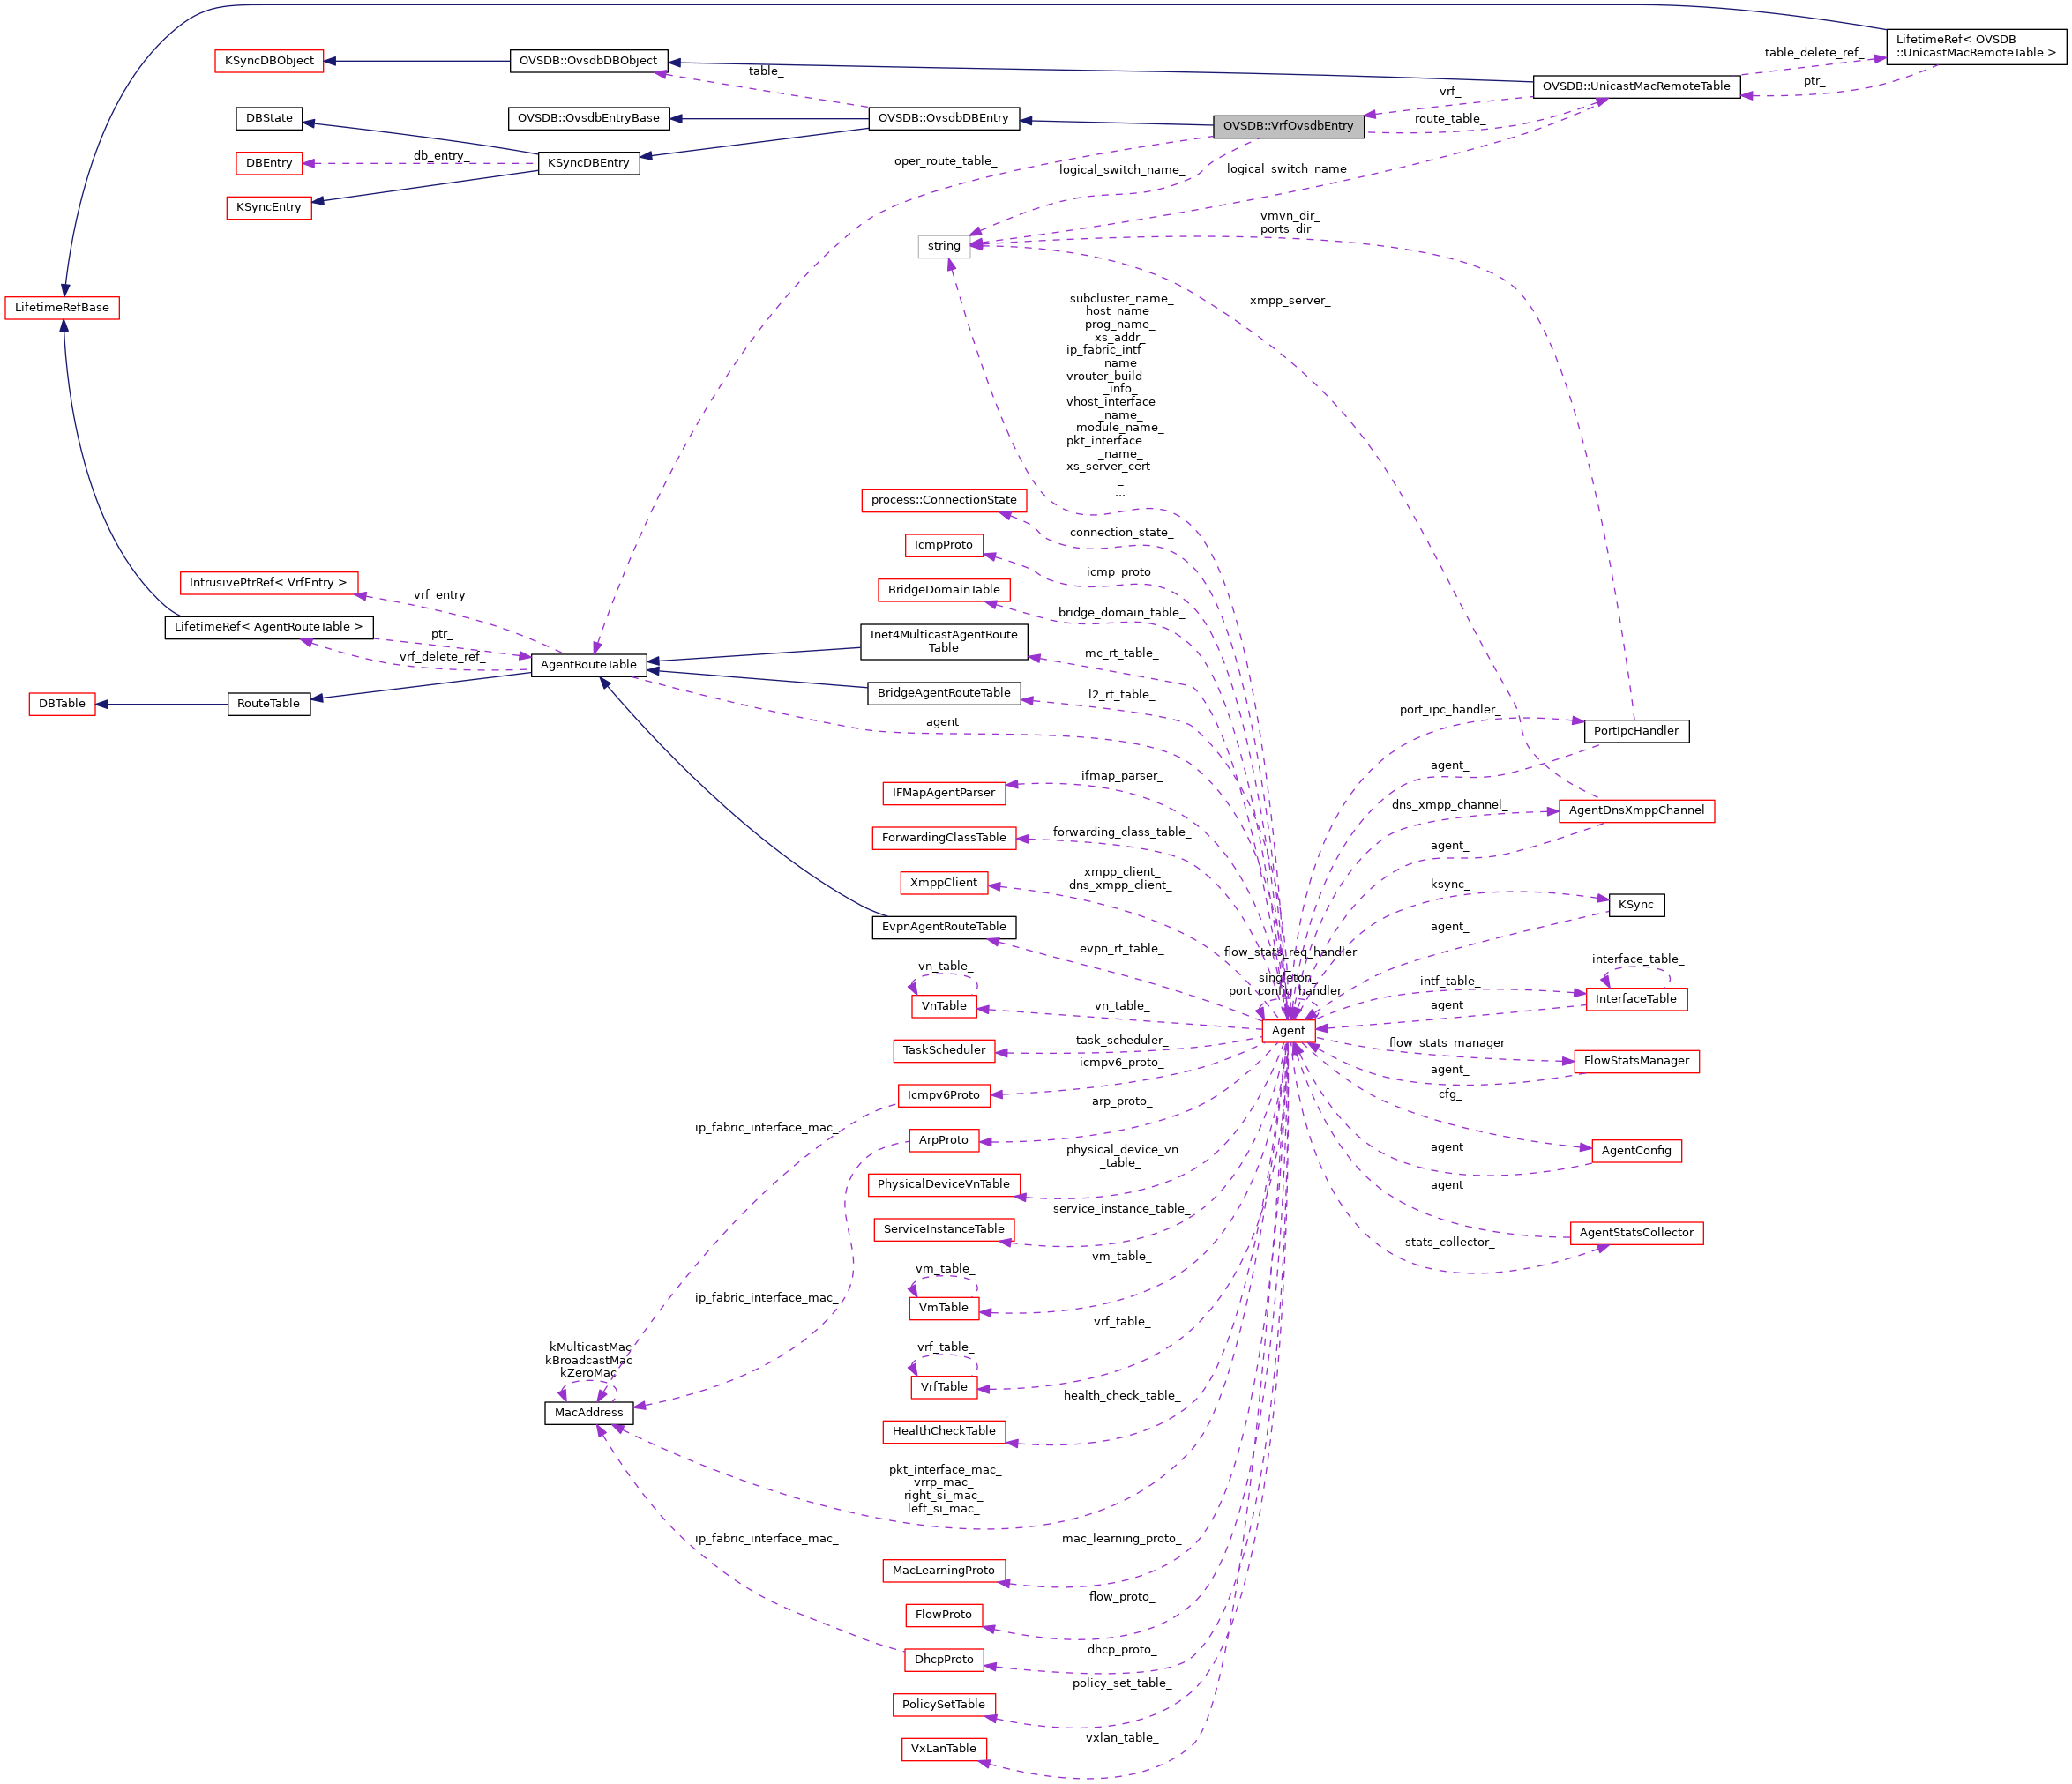 LifetimeRef< OVSDB
::UnicastMacRemoteTable >
KSyncDBObject
OVSDB::OvsdbDBObject
table_
OVSDB::UnicastMacRemoteTable
table_delete_ref_
ptr_
DBState
OVSDB::OvsdbEntryBase
OVSDB::OvsdbDBEntry
OVSDB::VrfOvsdbEntry
vrf_
route_table_
DBEntry
db_entry_
KSyncDBEntry
KSyncEntry
oper_route_table_
logical_switch_name_
logical_switch_name_
string
vmvn_dir_
ports_dir_
xmpp_server_
LifetimeRefBase
subcluster_name_
host_name_
prog_name_
xs_addr_
ip_fabric_intf
_name_
vrouter_build
_info_
vhost_interface
_name_
module_name_
pkt_interface
_name_
xs_server_cert
_
...
process::ConnectionState
connection_state_
IcmpProto
icmp_proto_
IntrusivePtrRef< VrfEntry >
vrf_entry_
BridgeDomainTable
bridge_domain_table_
LifetimeRef< AgentRouteTable >
ptr_
vrf_delete_ref_
AgentRouteTable
Inet4MulticastAgentRoute
Table
mc_rt_table_
BridgeAgentRouteTable
l2_rt_table_
DBTable
RouteTable
agent_
port_ipc_handler_
PortIpcHandler
agent_
IFMapAgentParser
ifmap_parser_
dns_xmpp_channel_
AgentDnsXmppChannel
agent_
ForwardingClassTable
forwarding_class_table_
XmppClient
xmpp_client_
dns_xmpp_client_
ksync_
KSync
agent_
EvpnAgentRouteTable
evpn_rt_table_
flow_stats_req_handler
_
singleton_
port_config_handler_
Agent
interface_table_
intf_table_
InterfaceTable
agent_
vn_table_
VnTable
vn_table_
TaskScheduler
task_scheduler_
flow_stats_manager_
FlowStatsManager
agent_
Icmpv6Proto
icmpv6_proto_
cfg_
AgentConfig
agent_
ip_fabric_interface_mac_
ArpProto
arp_proto_
PhysicalDeviceVnTable
physical_device_vn
_table_
agent_
AgentStatsCollector
stats_collector_
ServiceInstanceTable
service_instance_table_
vm_table_
VmTable
vm_table_
ip_fabric_interface_mac_
vrf_table_
VrfTable
vrf_table_
kMulticastMac
kBroadcastMac
kZeroMac
MacAddress
HealthCheckTable
health_check_table_
pkt_interface_mac_
vrrp_mac_
right_si_mac_
left_si_mac_
ip_fabric_interface_mac_
MacLearningProto
mac_learning_proto_
FlowProto
flow_proto_
DhcpProto
dhcp_proto_
PolicySetTable
policy_set_table_
VxLanTable
vxlan_table_